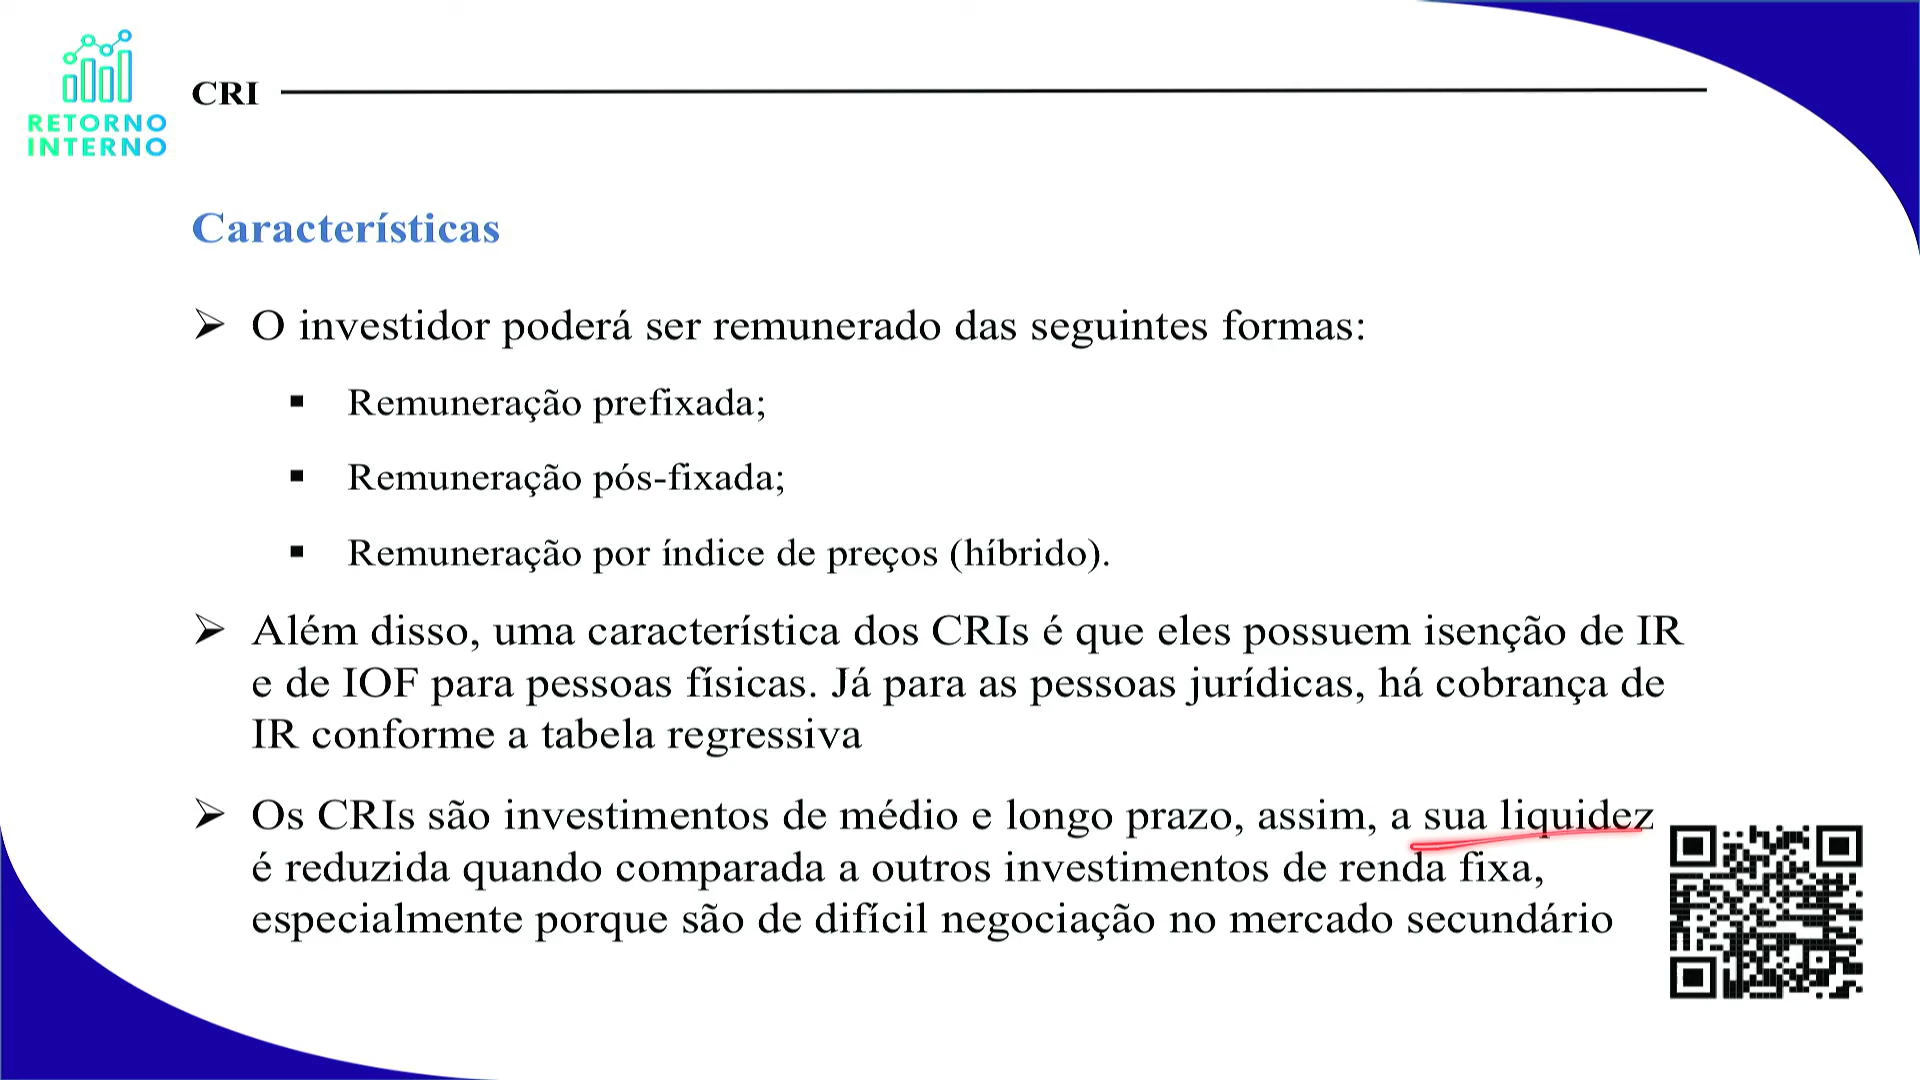 RETORNO
INTERNO
CRI
Características
➢ O investidor poderá ser remunerado das seguintes formas:
▪ Remuneração prefixada;
▪ Remuneração pós-fixada;
▪ Remuneração por índice de preços (híbrido).
➢ Além disso, uma característica dos CRIs é que eles possuem isenção de IR
e de IOF para pessoas físicas. Já para as pessoas jurídicas, há cobrança de
IR conforme a tabela regressiva
➢ Os CRIs são investimentos de médio e longo prazo, assim, a sua liquidez
é reduzida quando comparada a outros investimentos de renda fixa,
especialmente porque são de difícil negociação no mercado secundário